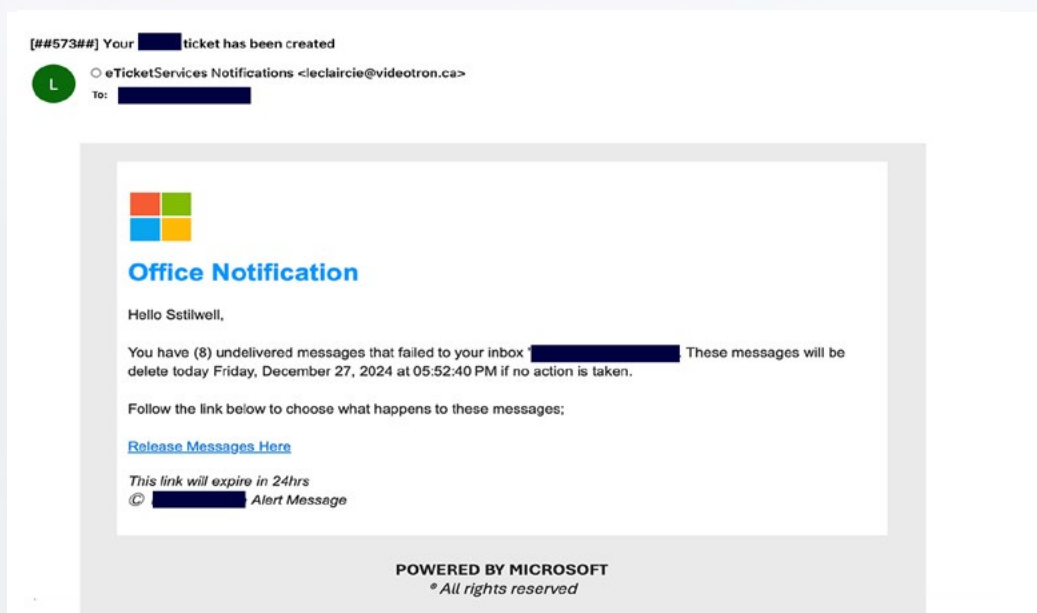 [##573##] Your ticket has been created
L
eTicketServices Notifications <leclaircie@videotron.ca>
To:
Office Notification
Hello Sstilwell,
You have (8) undelivered messages that failed to your inbox '. These messages will be
delete today Friday, December 27, 2024 at 05:52:40 PM if no action is taken.
Follow the link below to choose what happens to these messages;
Release Messages Here
This link will expire in 24hrs
© Alert Message
POWERED BY MICROSOFT
® All rights reserved